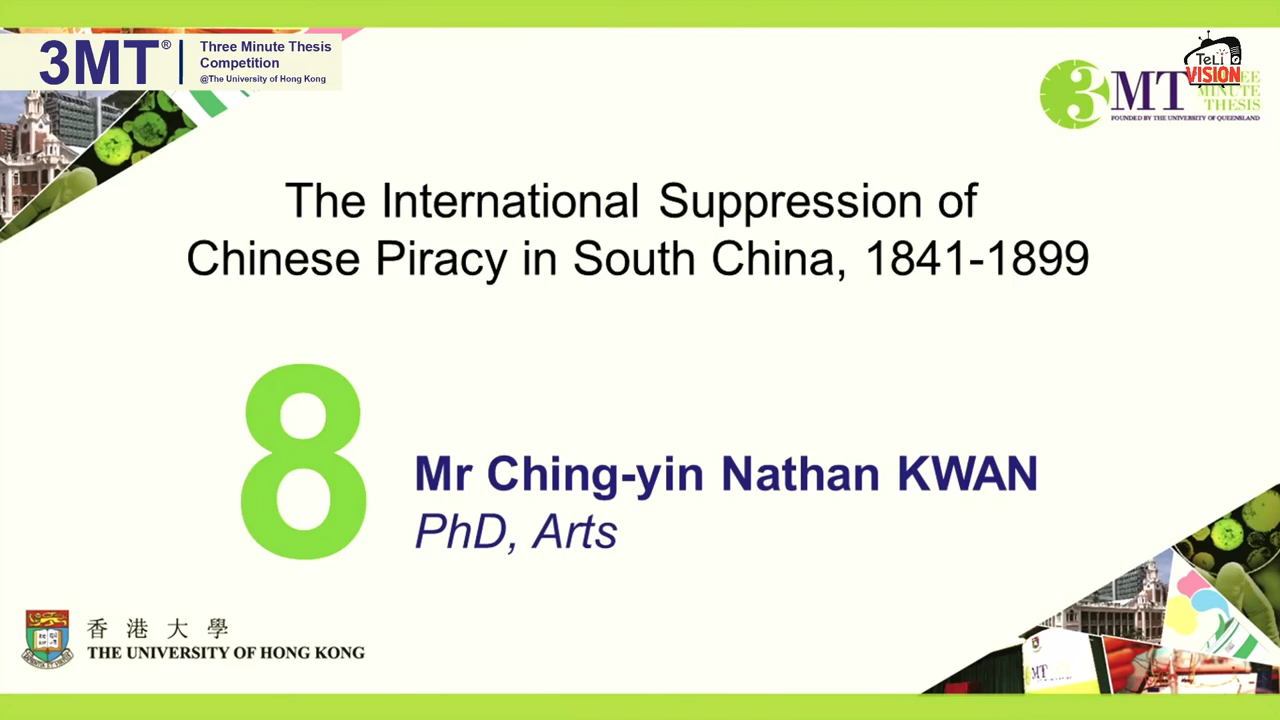 3MT® Three Minute Thesis
Competition
@The University of Hong Kong
TeLi
VISION
3MT THREE
MINUTE
THESIS
FOUNDED BY THE UNIVERSITY OF QUEENSLAND
The International Suppression of
Chinese Piracy in South China, 1841-1899
8
Mr Ching-yin Nathan KWAN
PhD, Arts
香港大學
THE UNIVERSITY OF HONG KONG
MT